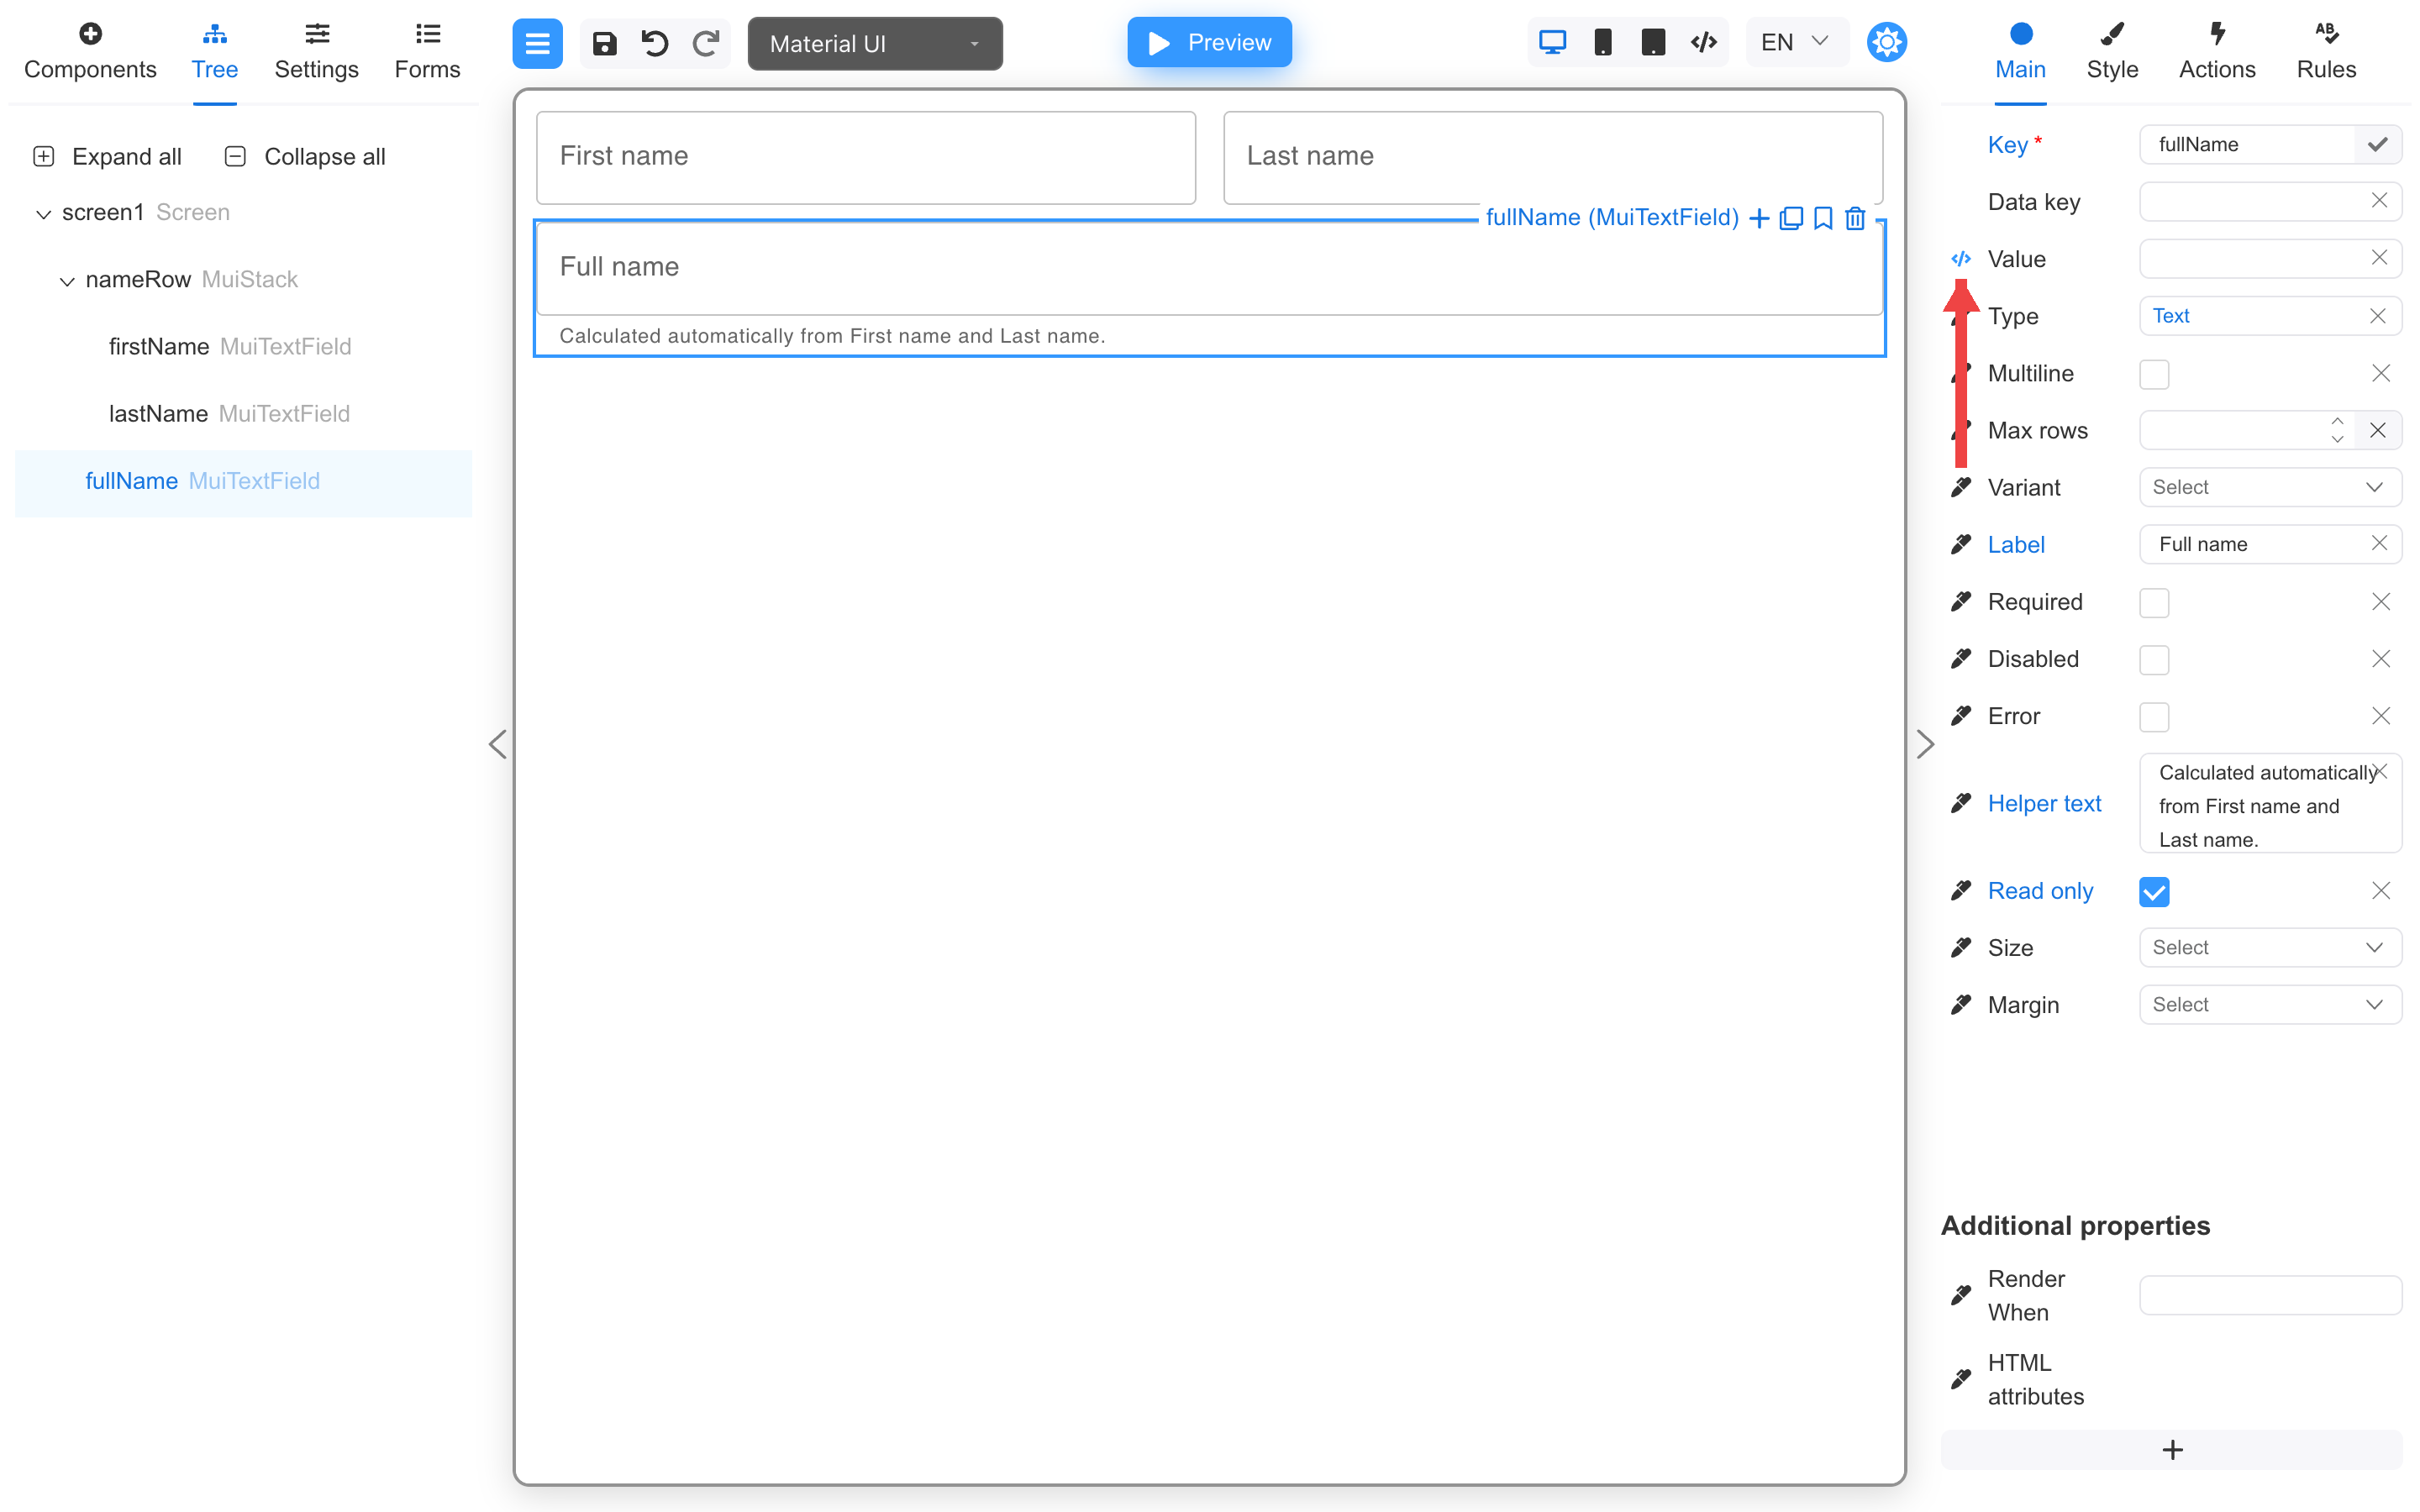 Components
Tree
Settings
Forms
Material UI
Preview
EN
Main
Style
Actions
Rules
Expand all
Collapse all
screen1 Screen
nameRow MuiStack
firstName MuiTextField
lastName MuiTextField
fullName MuiTextField
First name
Last name
fullName (MuiTextField)
Full name
Calculated automatically from First name and Last name.
Key * fullName
Data key
Value
Type Text
Multiline
Max rows
Variant Select
Label Full name
Required
Disabled
Error
Helper text
Calculated automatically
from First name and
Last name.
Read only
Size Select
Margin Select
Additional properties
Render
When
HTML
attributes